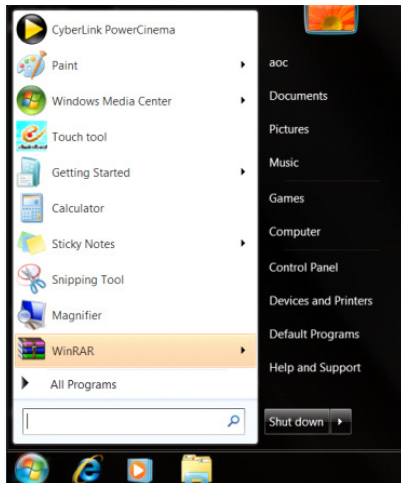 CyberLink PowerCinema
Paint
Windows Media Center
Touch tool
Getting Started
Calculator
Sticky Notes
Snipping Tool
Magnifier
WinRAR
All Programs
aoc
Documents
Pictures
Music
Games
Computer
Control Panel
Devices and Printers
Default Programs
Help and Support
Shut down